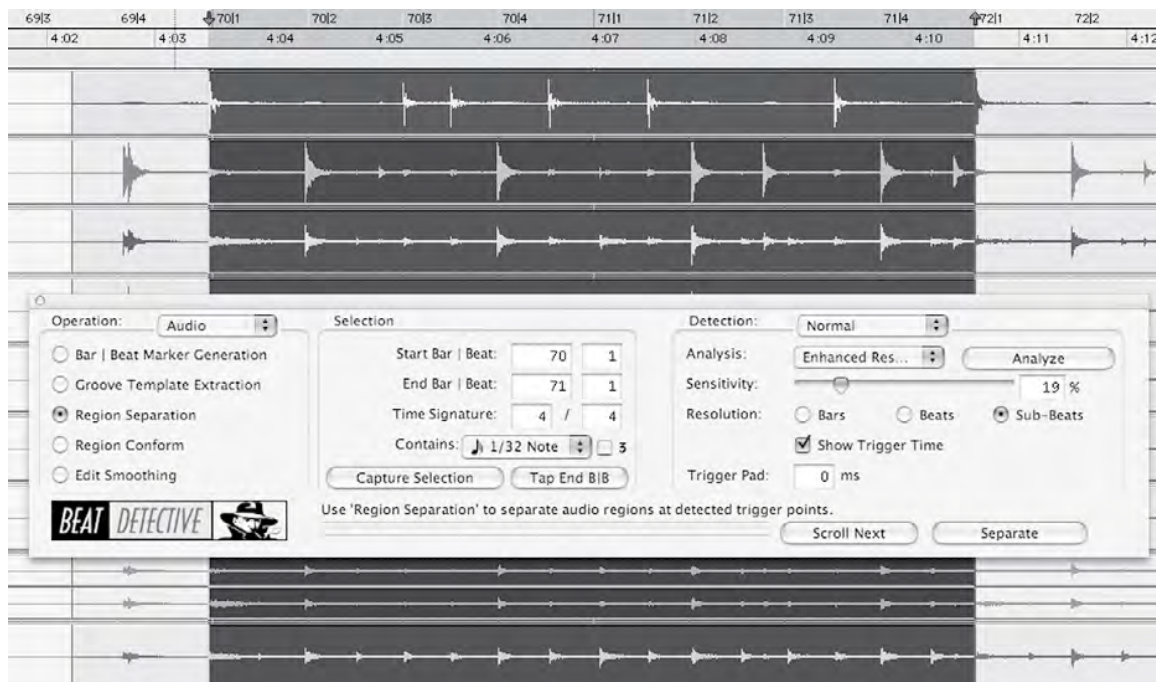 69|3 69|4 70|1 70|2 70|3 70|4 71|1 71|2 71|3 71|4 72|1 72|2
4:02 4:03 4:04 4:05 4:06 4:07 4:08 4:09 4:10 4:11 4:12
Operation: Audio
Bar | Beat Marker Generation
Groove Template Extraction
Region Separation
Region Conform
Edit Smoothing
BEAT DETECTIVE
Selection
Start Bar | Beat: 70 1
End Bar | Beat: 71 1
Time Signature: 4 / 4
Contains: 1/32 Note 3
Capture Selection Tap End B|B
Detection: Normal
Analysis: Enhanced Res... Analyze
Sensitivity: 19 %
Resolution: Bars Beats Sub-Beats
Show Trigger Time
Trigger Pad: 0 ms
Use 'Region Separation' to separate audio regions at detected trigger points.
Scroll Next Separate